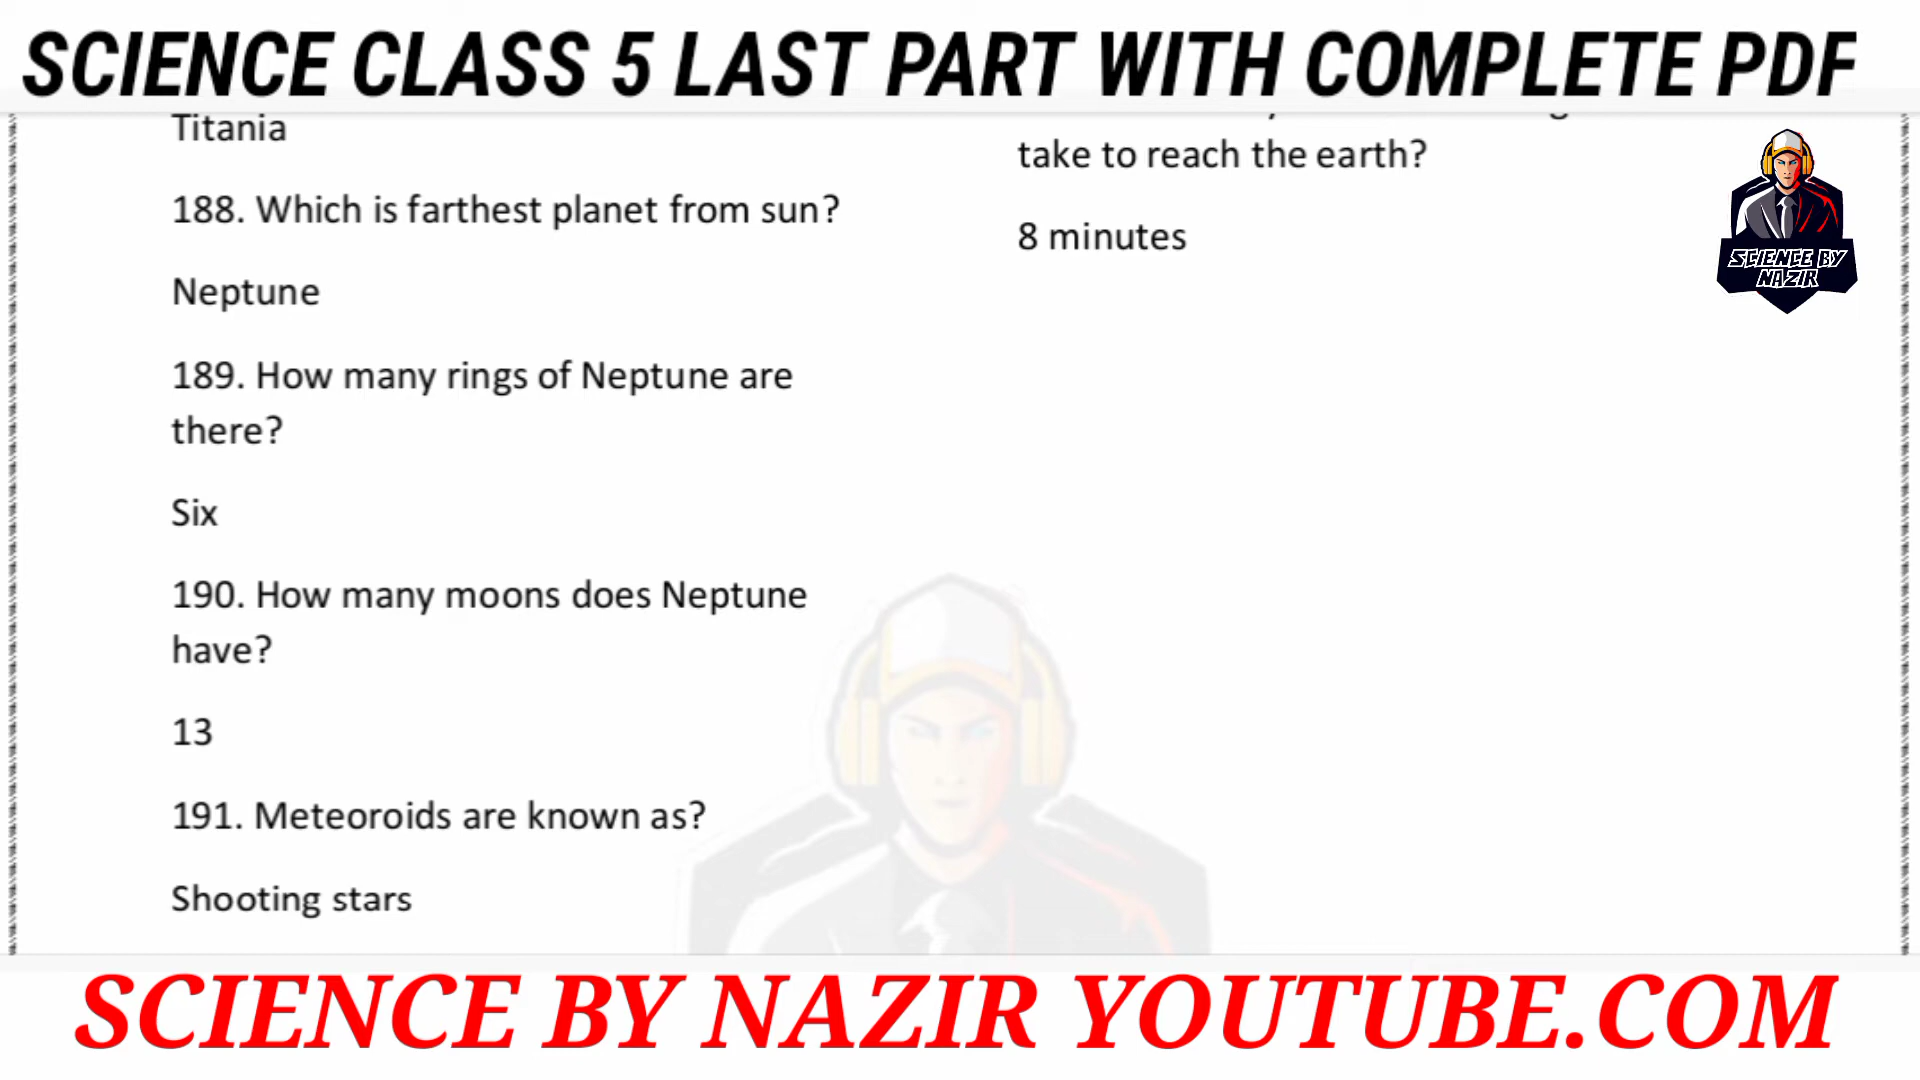 SCIENCE CLASS 5 LAST PART WITH COMPLETE PDF
Titania
188. Which is farthest planet from sun?
Neptune
189. How many rings of Neptune are
there?
Six
190. How many moons does Neptune
have?
13
191. Meteoroids are known as?
Shooting stars
take to reach the earth?
8 minutes
SCIENCE BY
NAZIR
SCIENCE BY NAZIR YOUTUBE.COM